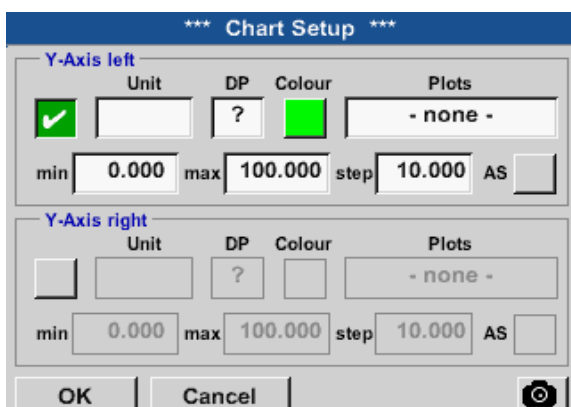 *** Chart Setup ***
Y-Axis left
Unit DP Colour Plots
? - none -
min 0.000 max 100.000 step 10.000 AS
Y-Axis right
Unit DP Colour Plots
? - none -
min 0.000 max 100.000 step 10.000 AS
OK Cancel